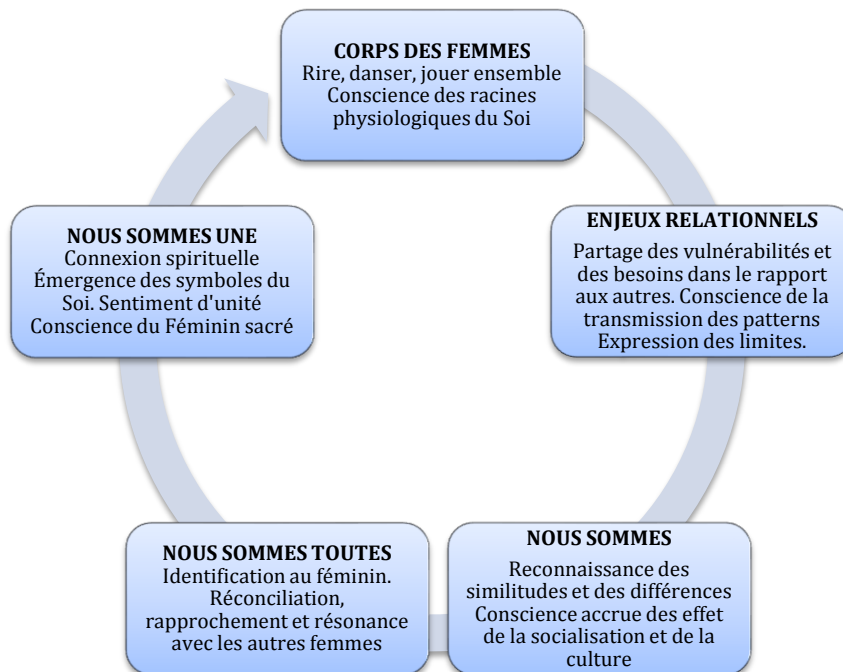 CORPS DES FEMMES
Rire, danser, jouer ensemble
Conscience des racines
physiologiques du Soi
ENJEUX RELATIONNELS
Partage des vulnérabilités et
des besoins dans le rapport
aux autres. Conscience de la
transmission des patterns
Expression des limites.
NOUS SOMMES
Reconnaissance des
similitudes et des différences
Conscience accrue des effet
de la socialisation et de la
culture
NOUS SOMMES TOUTES
Identification au féminin.
Réconciliation,
rapprochement et résonance
avec les autres femmes
NOUS SOMMES UNE
Connexion spirituelle
Émergence des symboles du
Soi. Sentiment d'unité
Conscience du Féminin sacré